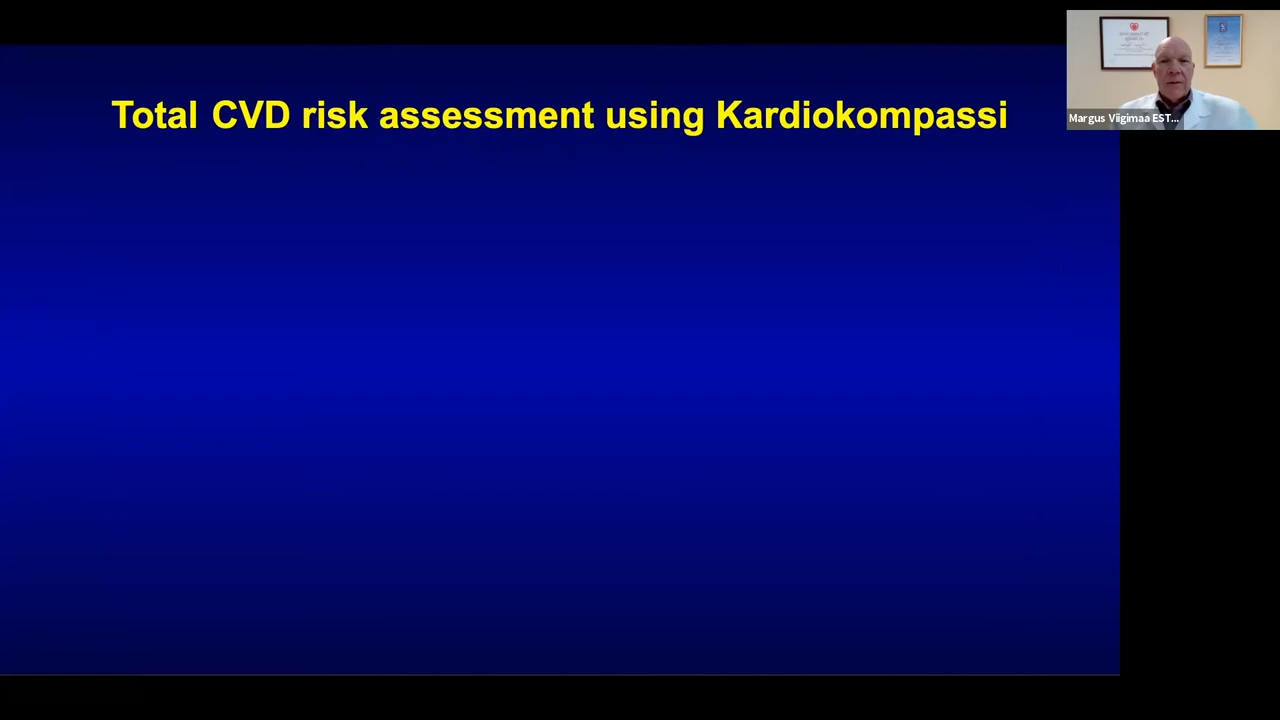 Total CVD risk assessment using Kardiokompassi
Margus Viigimaa EST...